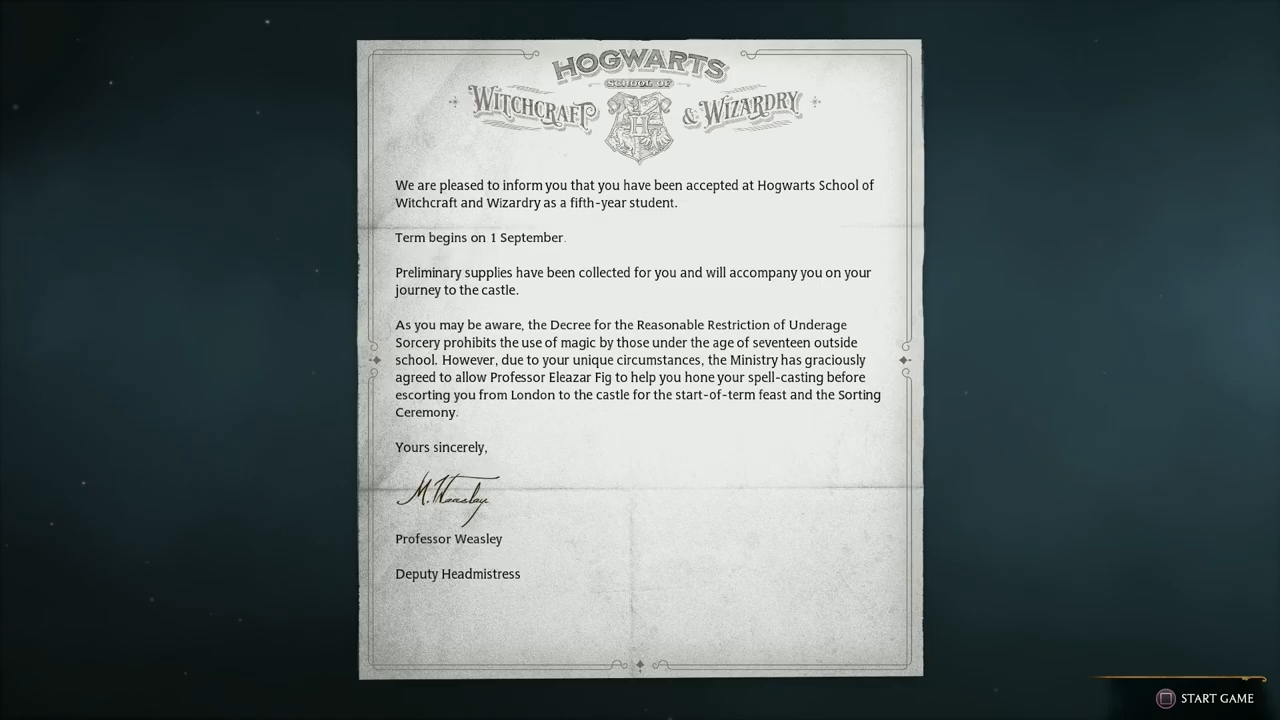 HOGWARTS
SCHOOL OF
WITCHCRAFT & WIZARDRY
H
We are pleased to inform you that you have been accepted at Hogwarts School of
Witchcraft and Wizardry as a fifth-year student.
Term begins on 1 September.
Preliminary supplies have been collected for you and will accompany you on your
journey to the castle.
As you may be aware, the Decree for the Reasonable Restriction of Underage
Sorcery prohibits the use of magic by those under the age of seventeen outside
school. However, due to your unique circumstances, the Ministry has graciously
agreed to allow Professor Eleazar Fig to help you hone your spell-casting before
escorting you from London to the castle for the start-of-term feast and the Sorting
Ceremony.
Yours sincerely,
M. Weasley
Professor Weasley
Deputy Headmistress
START GAME